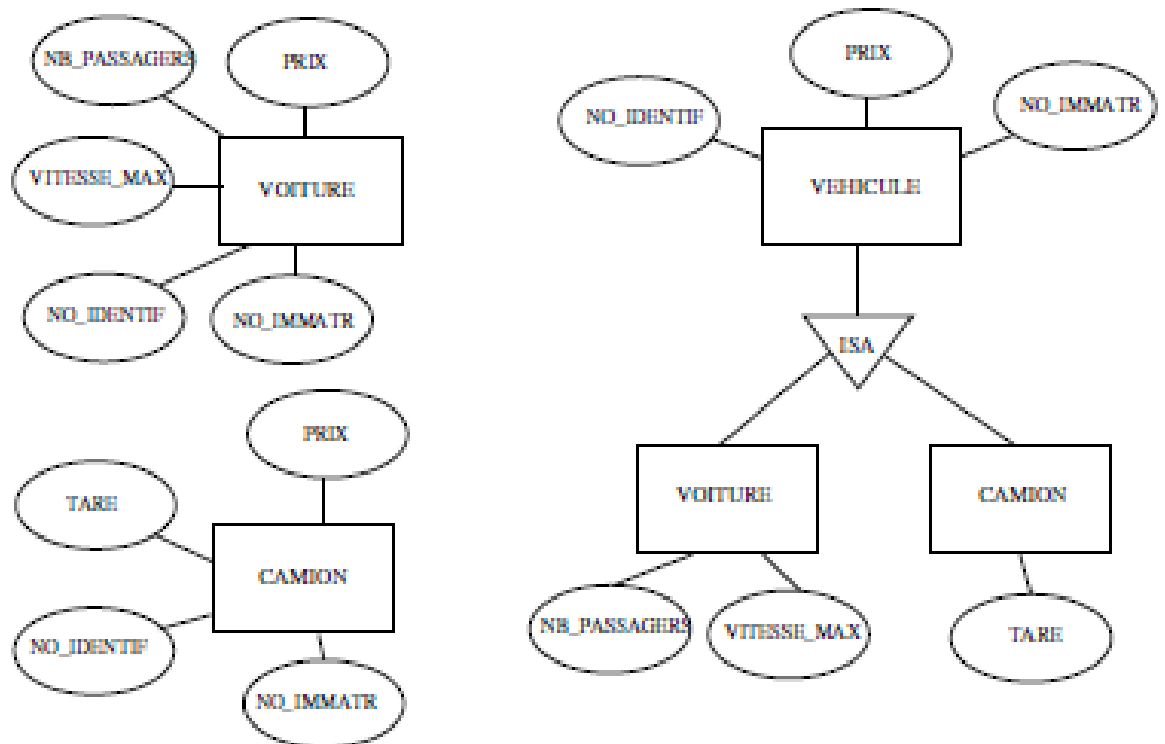 NB_PASSAGERS
PRIX
VITESSE_MAX
VOITURE
NO_IDENTIF
NO_IMMATR
PRIX
TARE
CAMION
NO_IDENTIF
NO_IMMATR
PRIX
NO_IDENTIF
NO_IMMATR
VEHICULE
ISA
VOITURE
CAMION
NB_PASSAGERS
VITESSE_MAX
TARE